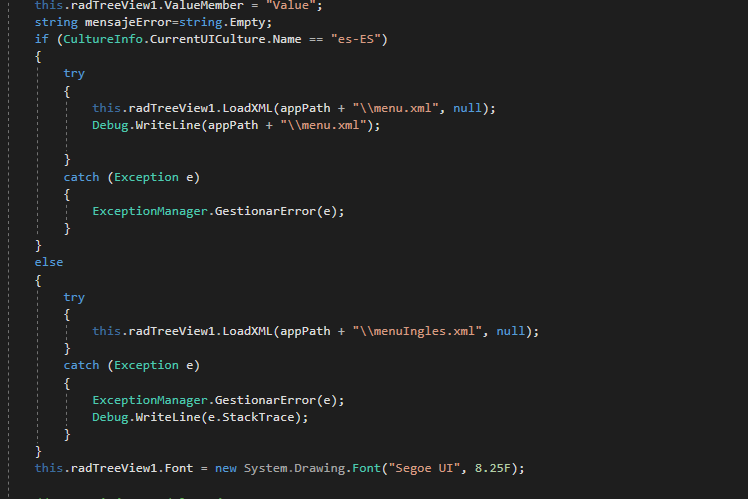 this.radTreeView1.ValueMember = "Value";
string mensajeError=string.Empty;
if (CultureInfo.CurrentUICulture.Name == "es-ES")
{
try
{
this.radTreeView1.LoadXML(appPath + "\\menu.xml", null);
Debug.WriteLine(appPath + "\\menu.xml");
}
catch (Exception e)
{
ExceptionManager.GestionarError(e);
}
}
else
{
try
{
this.radTreeView1.LoadXML(appPath + "\\menuIngles.xml", null);
}
catch (Exception e)
{
ExceptionManager.GestionarError(e);
Debug.WriteLine(e.StackTrace);
}
}
this.radTreeView1.Font = new System.Drawing.Font("Segoe UI", 8.25F);